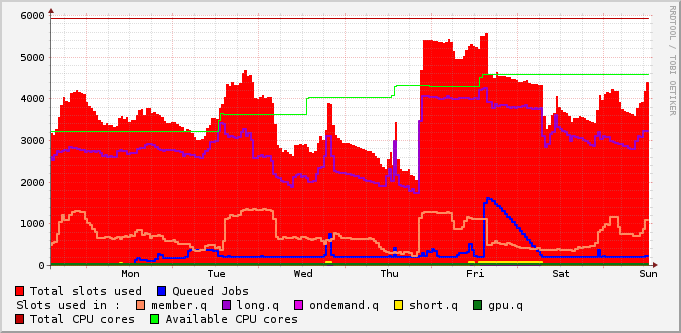 6000
5000
4000
3000
2000
1000
0
Mon Tue Wed Thu Fri Sat Sun
RRDTOOL / TOBI OETIKER
Total slots used Queued Jobs
Slots used in : member.q long.q ondemand.q short.q gpu.q
Total CPU cores Available CPU cores